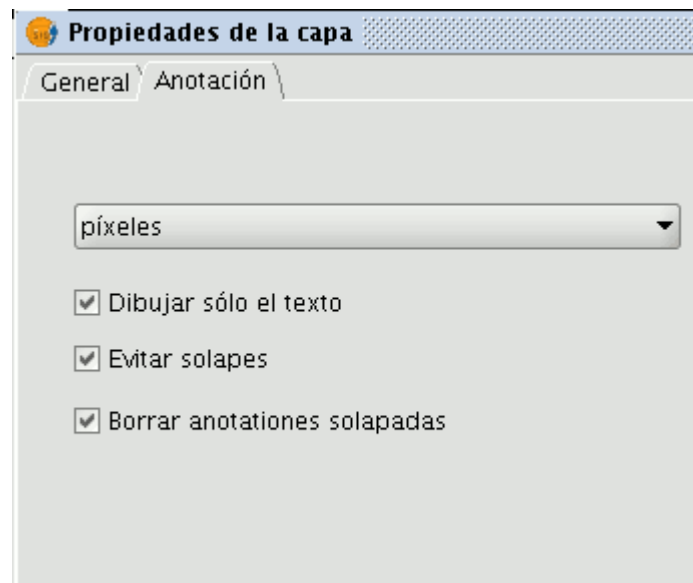 Propiedades de la capa
General Anotación
píxeles
Dibujar sólo el texto
Evitar solapes
Borrar anotationes solapadas